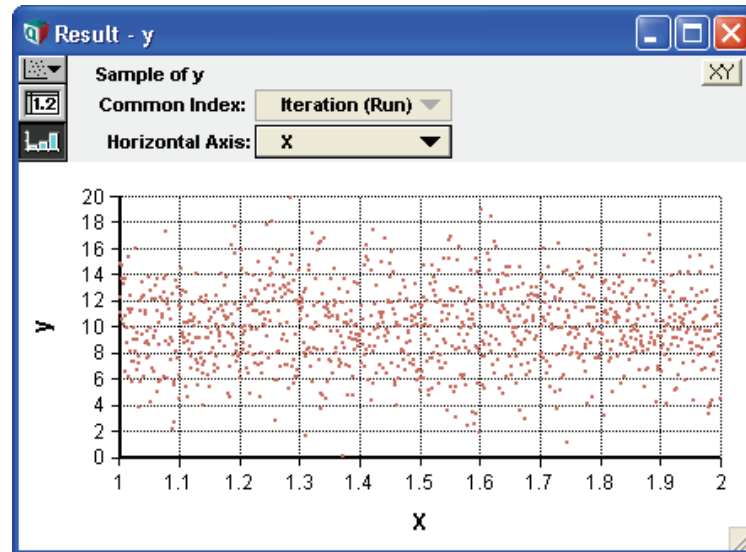 Result - y
Sample of y
XY
Common Index: Iteration (Run)
1.2
Horizontal Axis: X
20
18
16
14
12
10
8
6
4
2
0
y
1 1.1 1.2 1.3 1.4 1.5 1.6 1.7 1.8 1.9 2
X